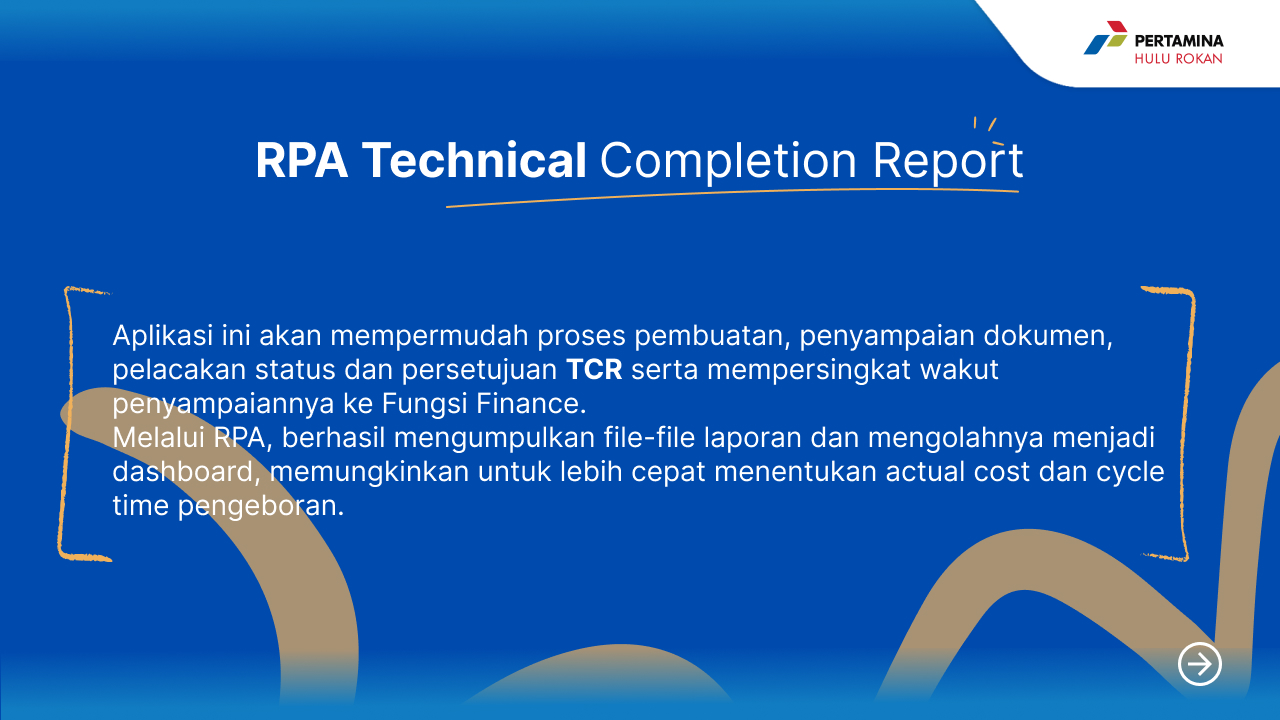 PERTAMINA
HULU ROKAN
RPA Technical Completion Report
Aplikasi ini akan mempermudah proses pembuatan, penyampaian dokumen,
pelacakan status dan persetujuan TCR serta mempersingkat wakut
penyampaiannya ke Fungsi Finance.
Melalui RPA, berhasil mengumpulkan file-file laporan dan mengolahnya menjadi
dashboard, memungkinkan untuk lebih cepat menentukan actual cost dan cycle
time pengeboran.